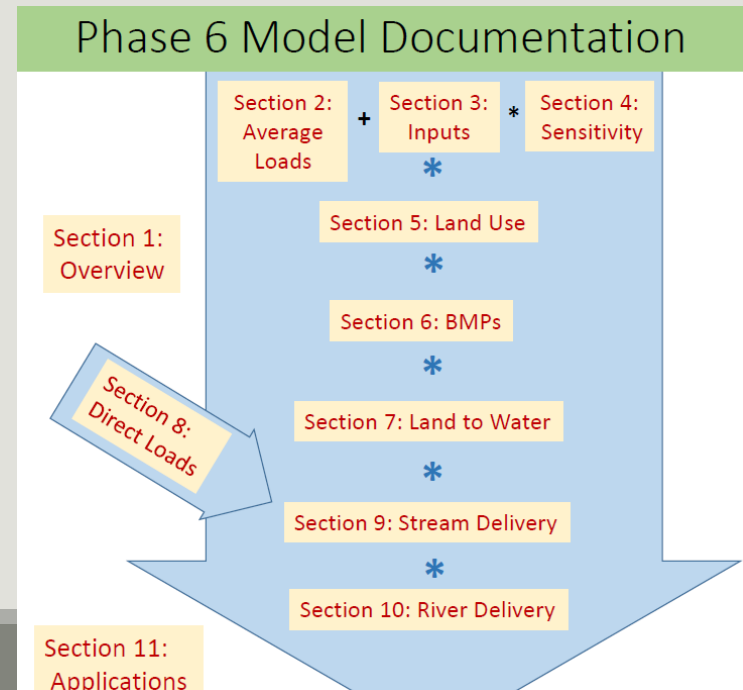 Phase 6 Model Documentation
Section 2:
Average
Loads
+
Section 3:
Inputs
*
Section 4:
Sensitivity
*
Section 5: Land Use
*
Section 1:
Overview
Section 6: BMPs
*
Section 8:
Direct Loads
Section 7: Land to Water
*
Section 9: Stream Delivery
*
Section 10: River Delivery
Section 11:
Applications